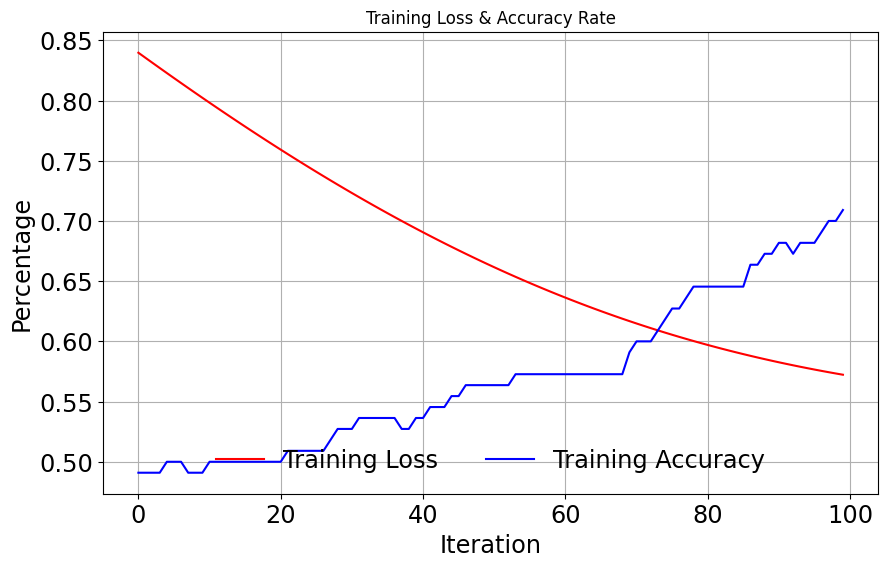 Training Loss & Accuracy Rate
0.85
0.80
0.75
0.70
0.65
0.60
0.55
0.50
Percentage
Training Loss
Training Accuracy
0 20 40 60 80 100
Iteration